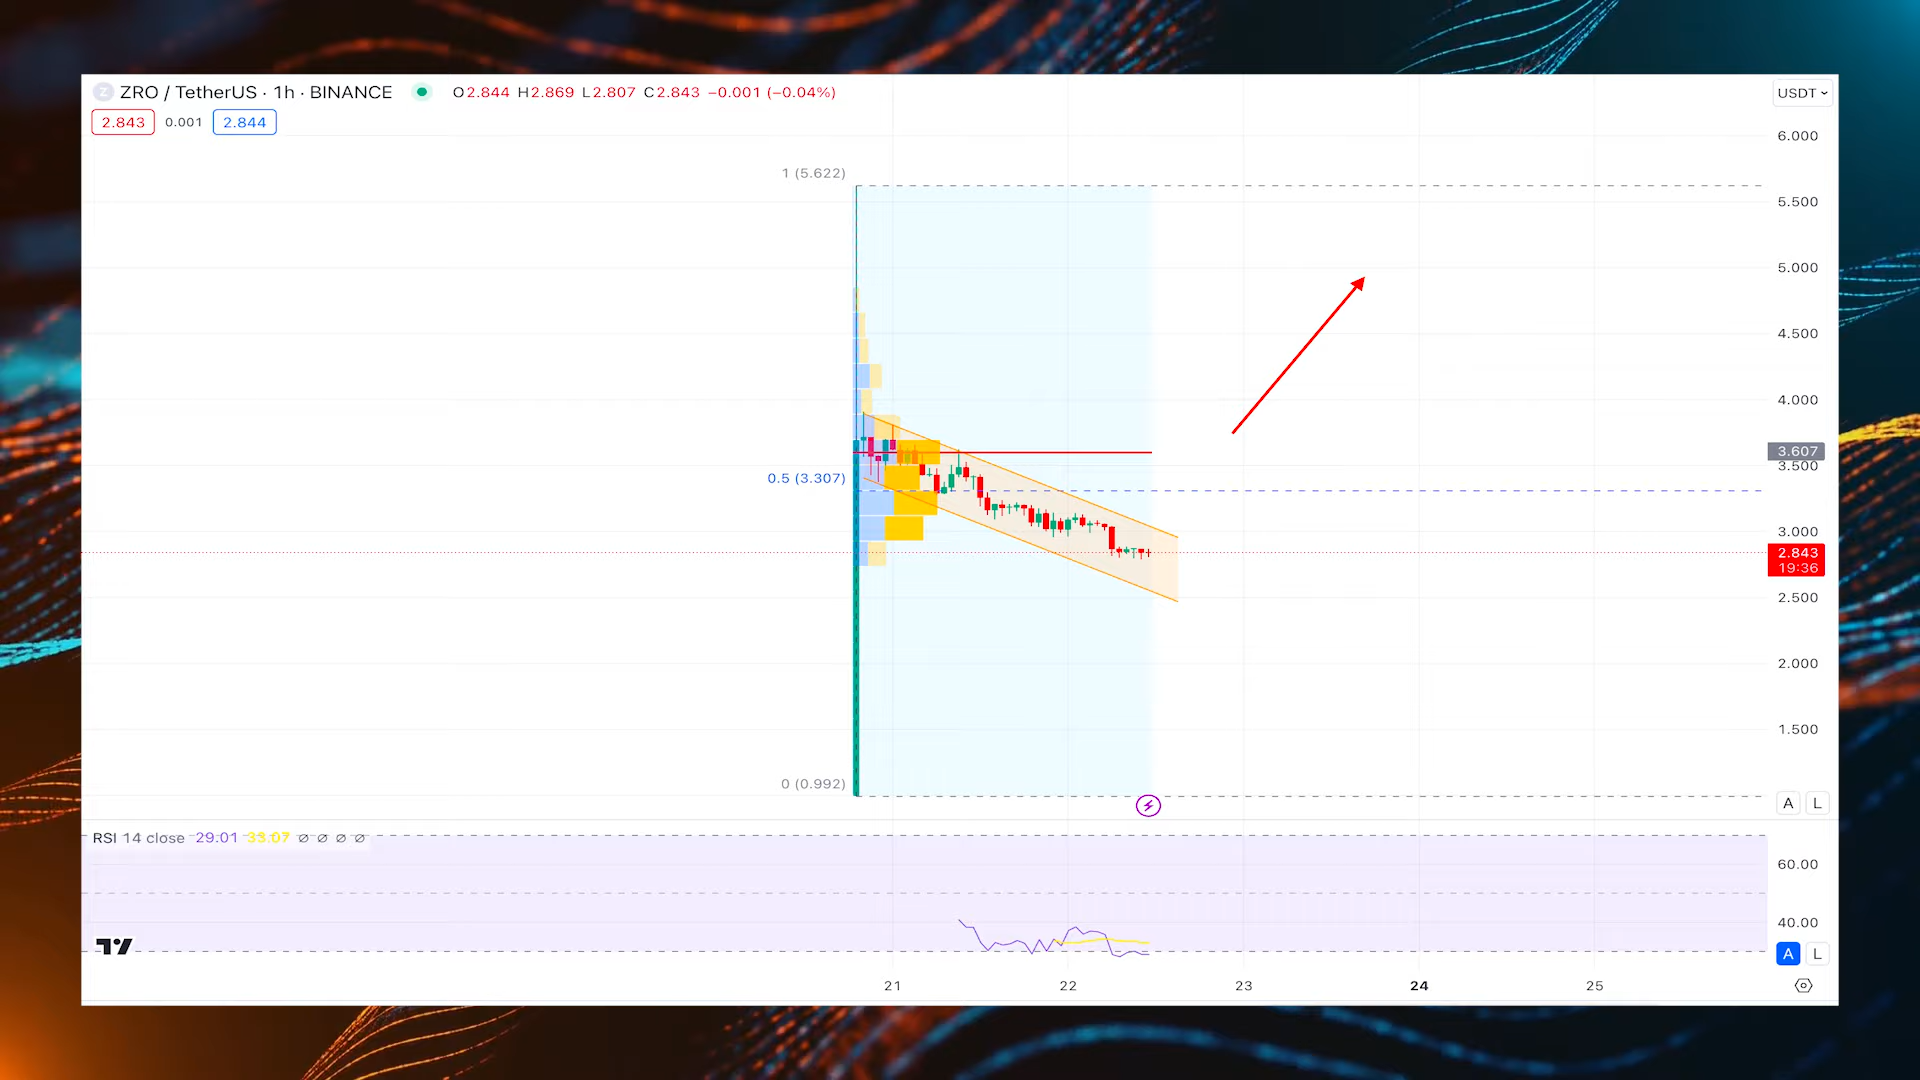 Z ZRO / TetherUS · 1h · BINANCE O2.844 H2.869 L2.807 C2.843 −0.001 (−0.04%)
USDT
2.843 0.001 2.844
6.000
1 (5.622)
5.500
5.000
4.500
4.000
3.607
3.500
0.5 (3.307)
3.000
2.843
19:36
2.500
2.000
1.500
0 (0.992)
A L
RSI 14 close 29.01 33.07 ∅ ∅ ∅ ∅
60.00
40.00
A L
21 22 23 24 25